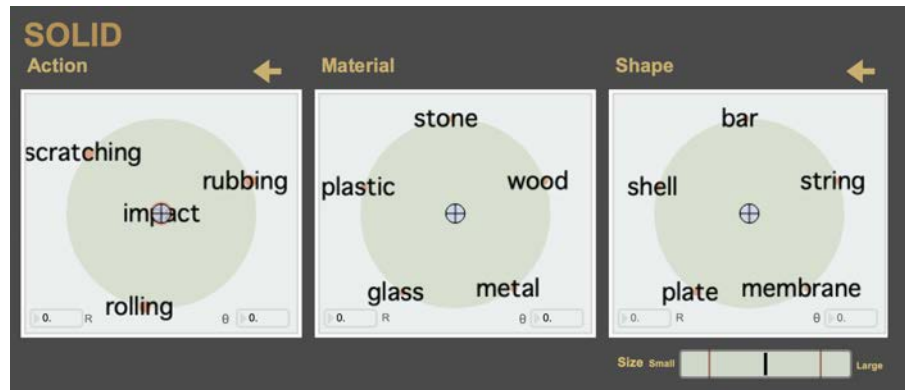 SOLID
Action
Material
Shape
scratching
rubbing
impact
rolling
0. R θ 0.
stone
plastic
wood
glass
metal
0. R θ 0.
bar
shell
string
plate
membrane
0. R θ 0.
Size Small Large